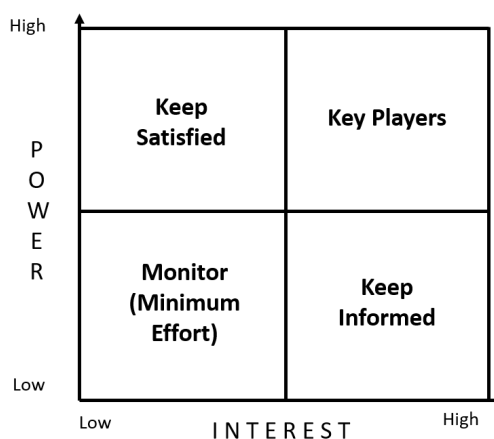 High
Keep
Satisfied
Key Players
P
O
W
E
R
Monitor
(Minimum
Effort)
Keep
Informed
Low
Low
INTEREST
High